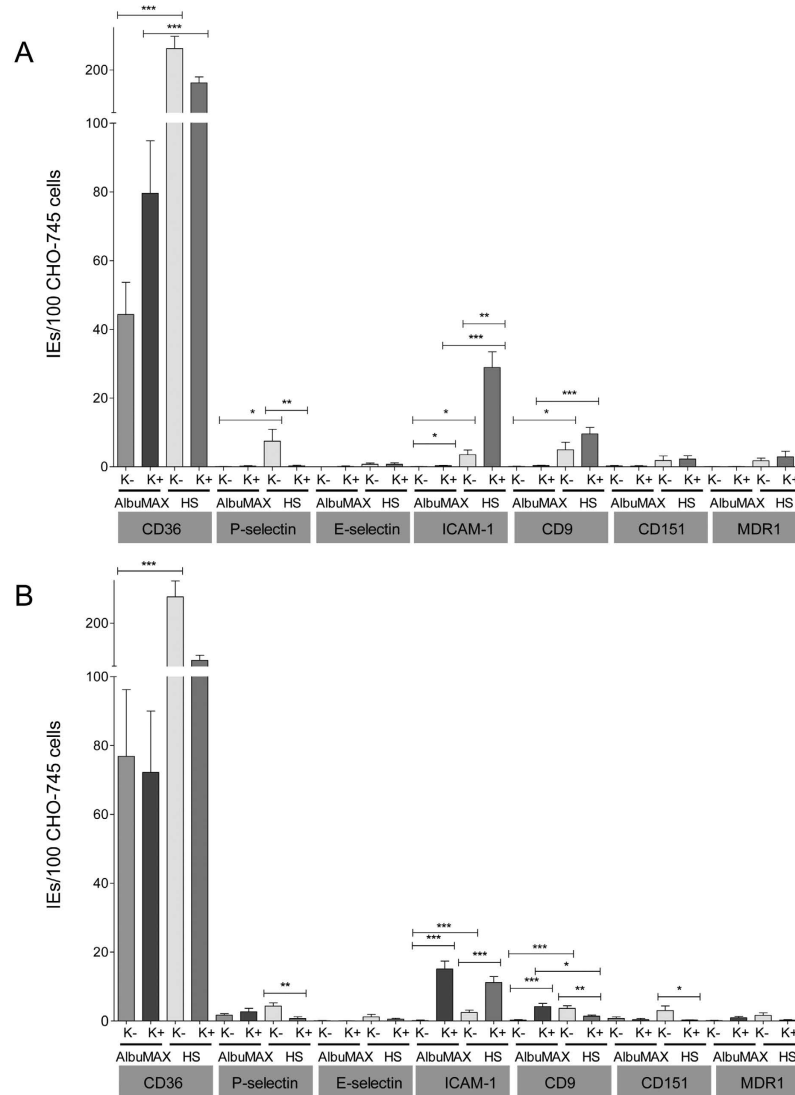 A
*** ***
200
100
80
60
40
20
0
IEs/100 CHO-745 cells
* **
* * *** **
* ***
K- K+ K- K+ K- K+ K- K+ K- K+ K- K+ K- K+ K- K+ K- K+ K- K+ K- K+ K- K+ K- K+ K- K+
AlbuMAX HS AlbuMAX HS AlbuMAX HS AlbuMAX HS AlbuMAX HS AlbuMAX HS AlbuMAX HS
CD36 P-selectin E-selectin ICAM-1 CD9 CD151 MDR1
B
***
200
100
80
60
40
20
0
IEs/100 CHO-745 cells
**
*** *** ***
*** * *** **
*
K- K+ K- K+ K- K+ K- K+ K- K+ K- K+ K- K+ K- K+ K- K+ K- K+ K- K+ K- K+ K- K+ K- K+
AlbuMAX HS AlbuMAX HS AlbuMAX HS AlbuMAX HS AlbuMAX HS AlbuMAX HS AlbuMAX HS
CD36 P-selectin E-selectin ICAM-1 CD9 CD151 MDR1